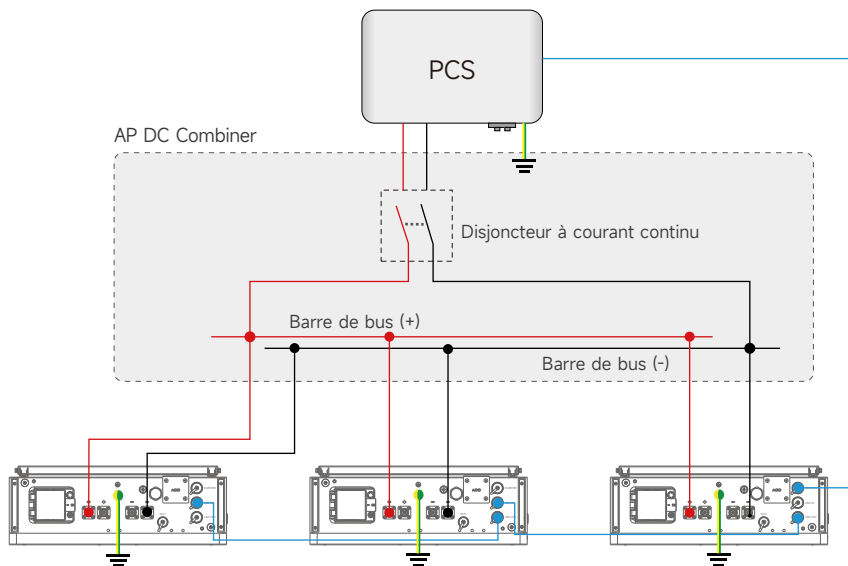 PCS
AP DC Combiner
Disjoncteur à courant continu
Barre de bus (+)
Barre de bus (-)